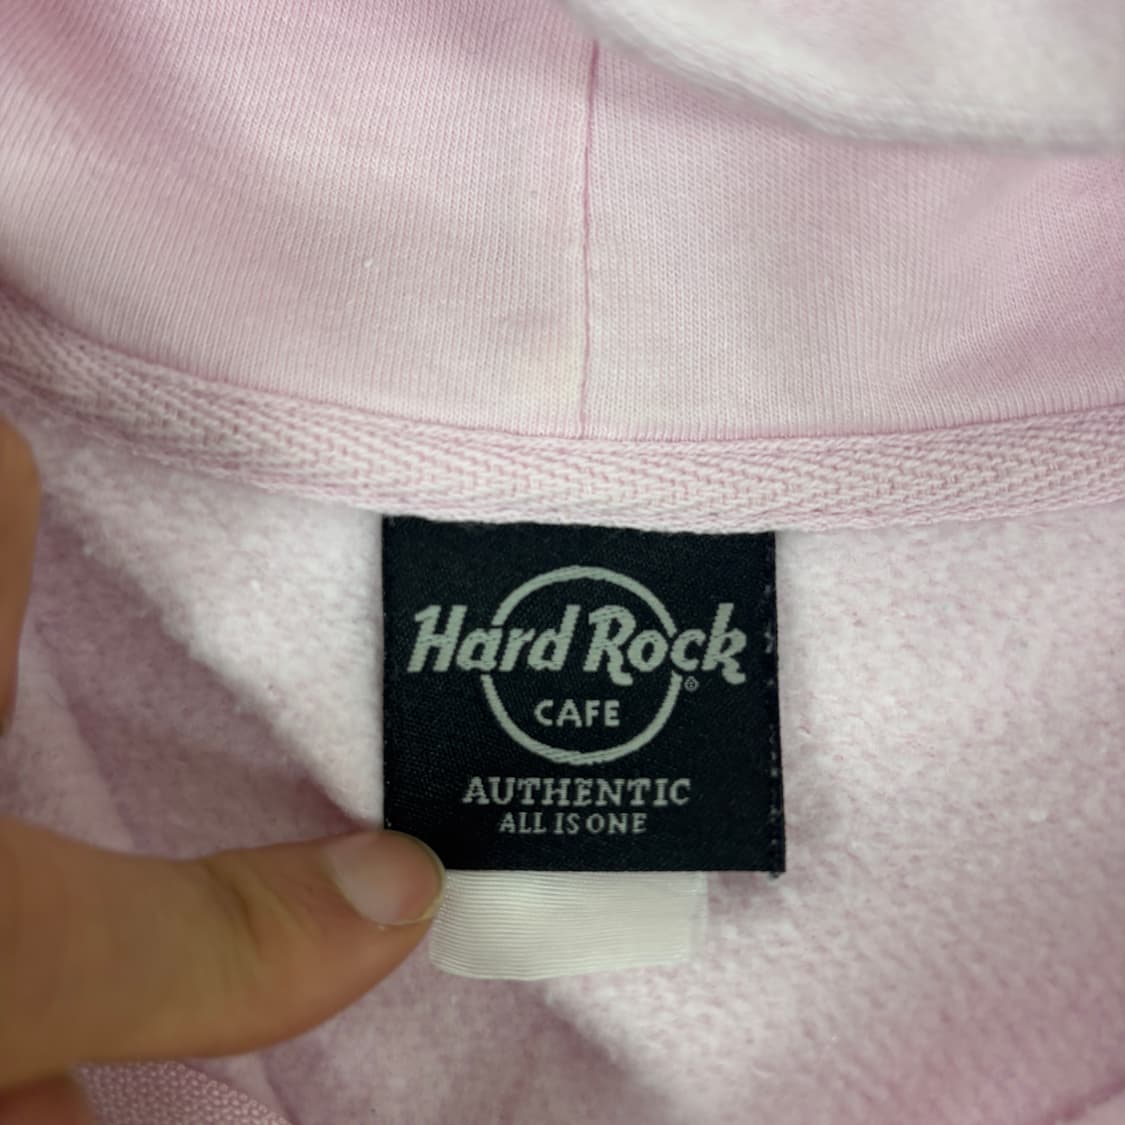 Hard Rock
®
CAFE
AUTHENTIC
ALL IS ONE